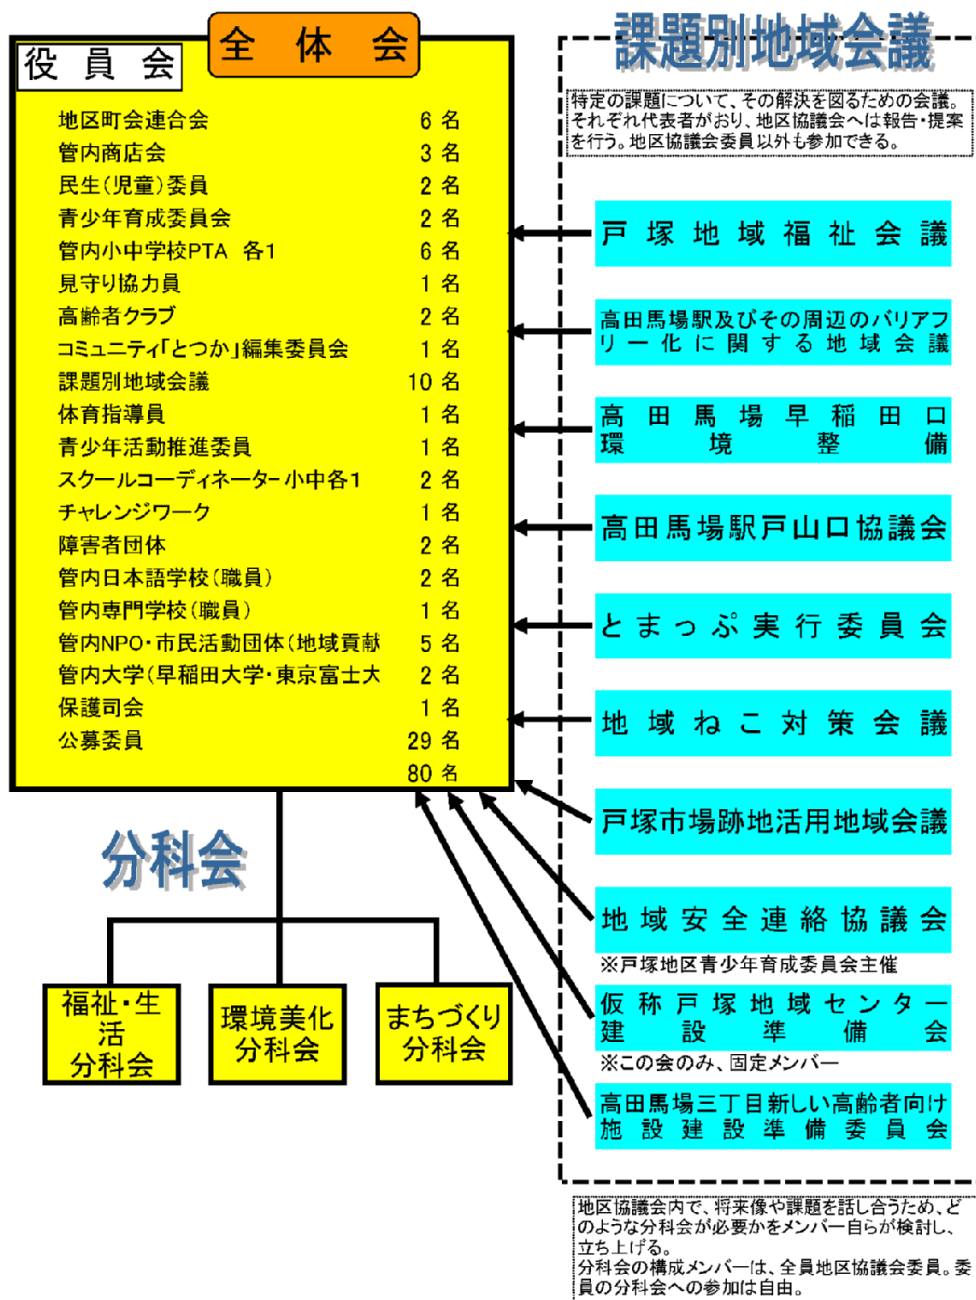 全体会
役員会
地区町会連合会 6 名
管内商店会 3 名
民生(児童)委員 2 名
青少年育成委員会 2 名
管内小中学校PTA 各1 6 名
見守り協力員 1 名
高齢者クラブ 2 名
コミュニティ「とつか」編集委員会 1 名
課題別地域会議 10 名
体育指導員 1 名
青少年活動推進委員 1 名
スクールコーディネーター小中各1 2 名
チャレンジワーク 1 名
障害者団体 2 名
管内日本語学校(職員) 2 名
管内専門学校(職員) 1 名
管内NPO・市民活動団体(地域貢献 5 名
管内大学(早稲田大学・東京富士大 2 名
保護司会 1 名
公募委員 29 名
80 名
分科会
福祉・生
活
分科会
環境美化
分科会
まちづくり
分科会
課題別地域会議
特定の課題について、その解決を図るための会議。
それぞれ代表者がおり、地区協議会へは報告・提案
を行う。地区協議会委員以外も参加できる。
戸塚地域福祉会議
高田馬場駅及びその周辺のバリアフ
リー化に関する地域会議
高田馬場早稲田口
環境整備
高田馬場駅戸山口協議会
とまっぷ実行委員会
地域ねこ対策会議
戸塚市場跡地活用地域会議
地域安全連絡協議会
※戸塚地区青少年育成委員会主催
仮称戸塚地域センター
建設準備会
※この会のみ、固定メンバー
高田馬場三丁目新しい高齢者向け
施設建設準備委員会
地区協議会内で、将来像や課題を話し合うため、ど
のような分科会が必要かをメンバー自らが検討し、
立ち上げる。
分科会の構成メンバーは、全員地区協議会委員。委
員の分科会への参加は自由。